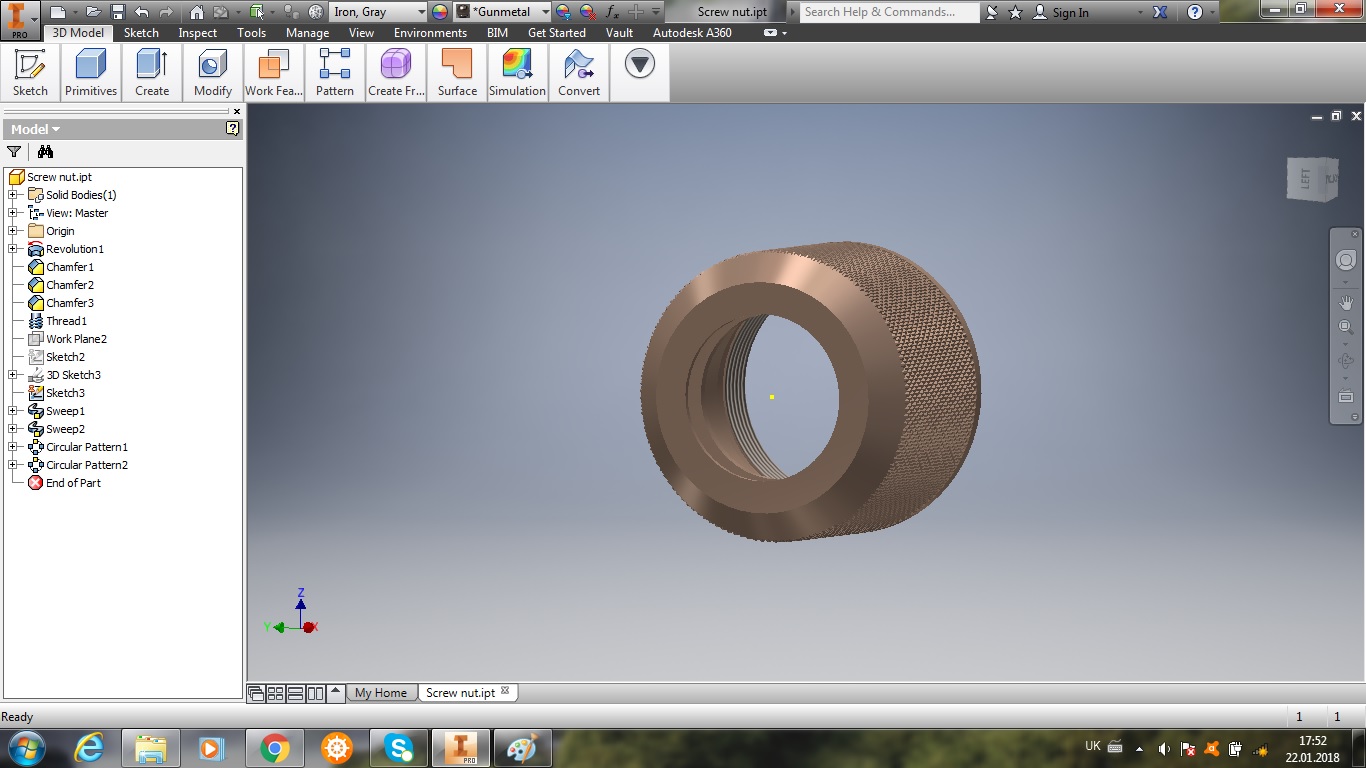 Iron, Gray
*Gunmetal
Screw nut.ipt
Search Help & Commands...
Sign In
PRO
3D Model
Sketch
Inspect
Tools
Manage
View
Environments
BIM
Get Started
Vault
Autodesk A360
Sketch
Primitives
Create
Modify
Work Fea...
Pattern
Create Fr...
Surface
Simulation
Convert
Model
Screw nut.ipt
Solid Bodies(1)
View: Master
Origin
Revolution1
Chamfer1
Chamfer2
Chamfer3
Thread1
Work Plane2
Sketch2
3D Sketch3
Sketch3
Sweep1
Sweep2
Circular Pattern1
Circular Pattern2
End of Part
LEFT
Z
Y
X
My Home
Screw nut.ipt
Ready
1
1
PRO
UK
17:52
22.01.2018